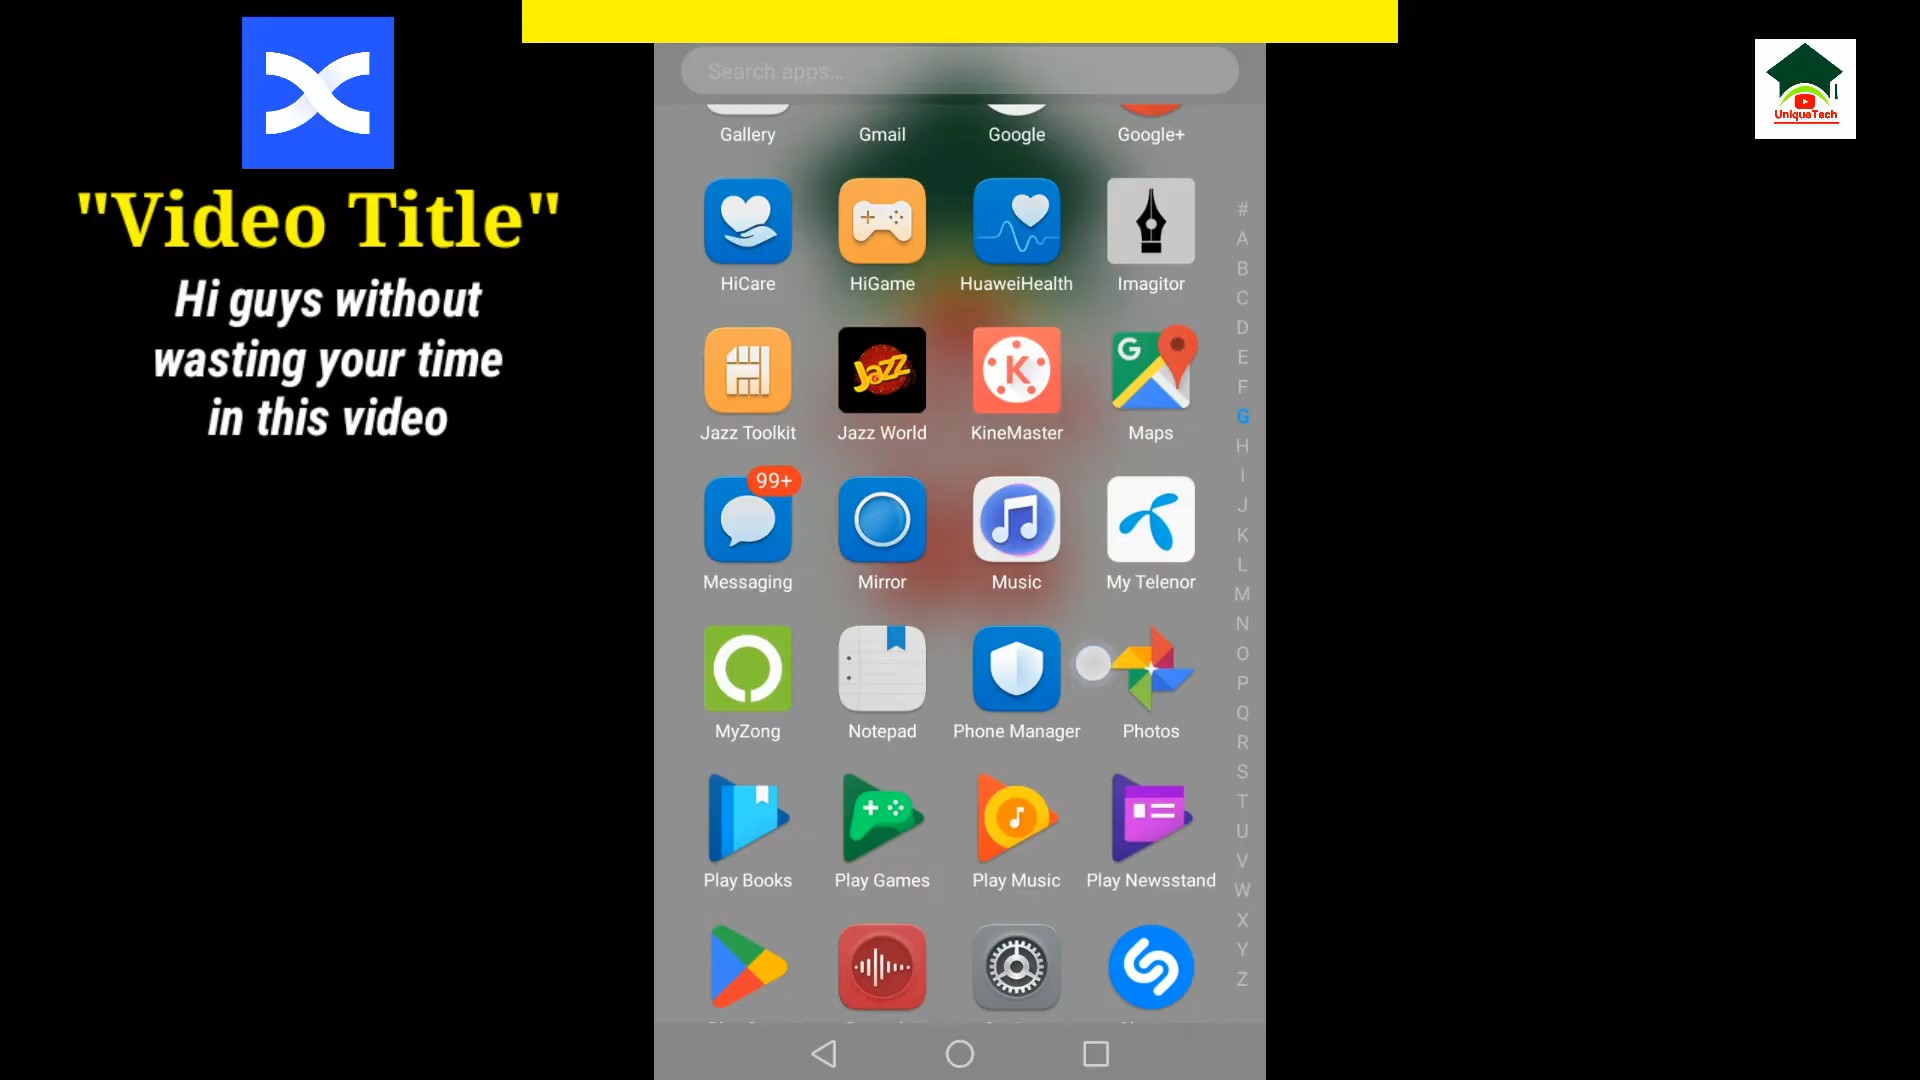 "Video Title"
Hi guys without
wasting your time
in this video
UniqueTech
Search apps...
Gallery Gmail Google Google+
HiCare HiGame HuaweiHealth Imagitor
G
Jazz
Jazz Toolkit Jazz World KineMaster Maps
K
99+
Messaging Mirror Music My Telenor
MyZong Notepad Phone Manager Photos
Play Books Play Games Play Music Play Newsstand
#
A
B
C
D
E
F
G
H
I
J
K
L
M
N
O
P
Q
R
S
T
U
V
W
X
Y
Z